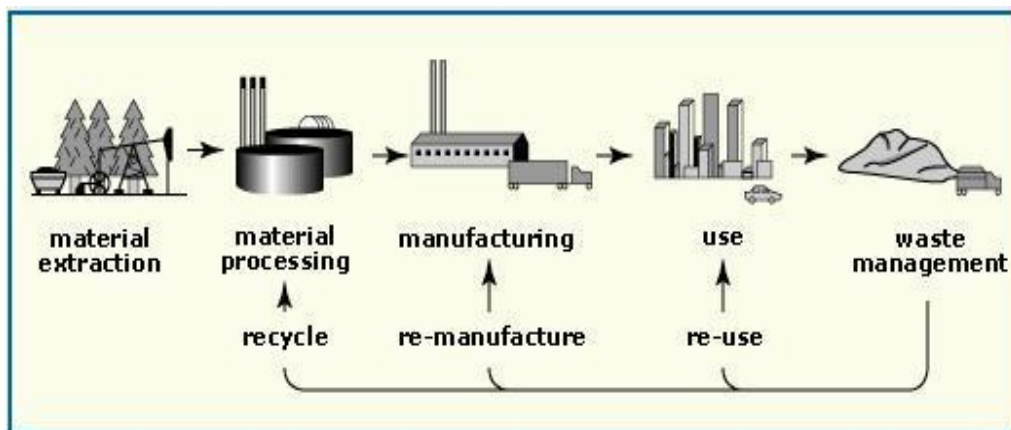 material
extraction
material
processing
manufacturing
use
waste
management
recycle
re-manufacture
re-use